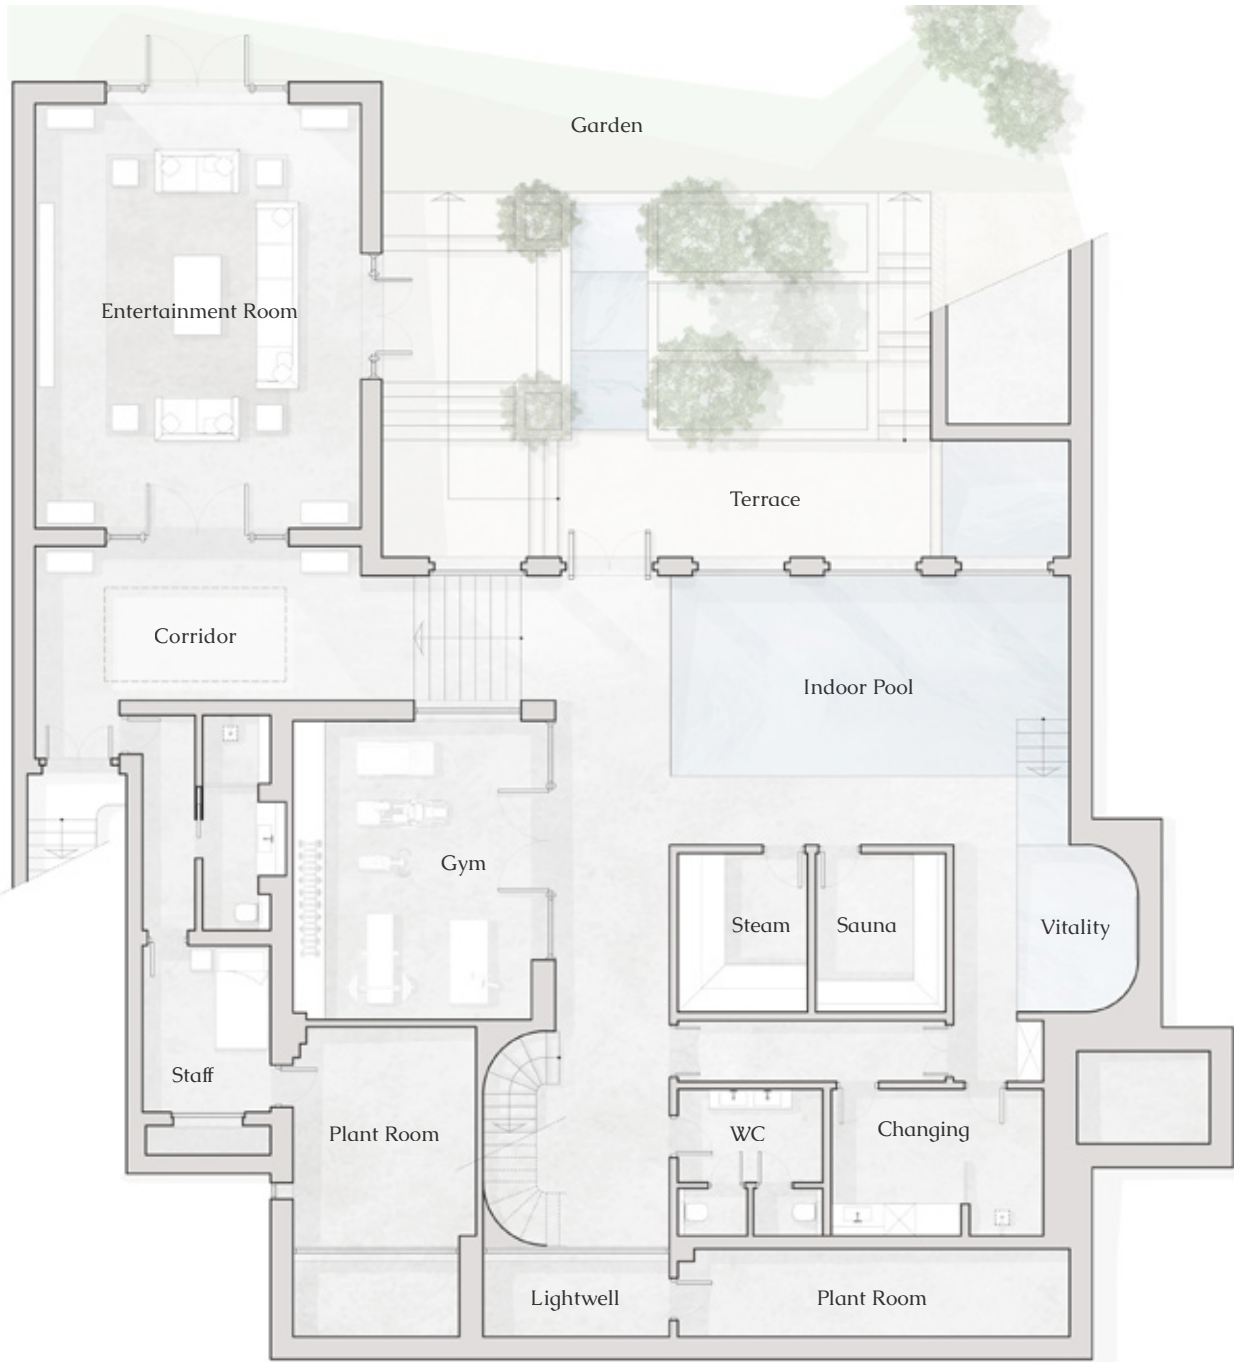 Garden
Entertainment Room
Terrace
Corridor
Indoor Pool
Gym
Steam
Sauna
Vitality
Staff
Plant Room
WC
Changing
Lightwell
Plant Room